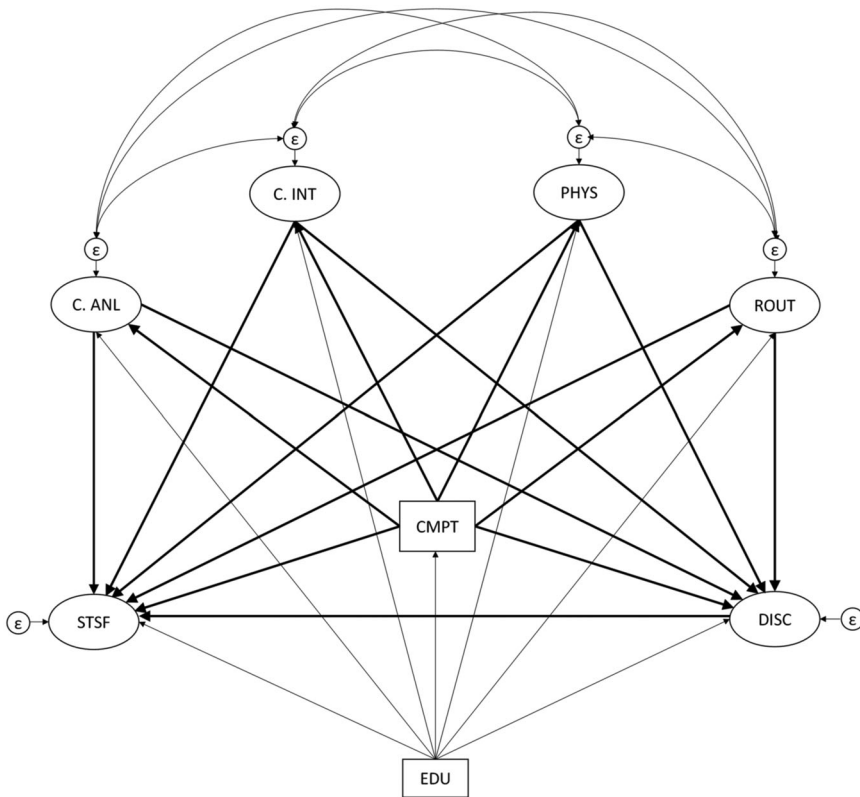 ε
ε
C. INT
PHYS
ε
ε
C. ANL
ROUT
CMPT
ε
STSF
DISC
ε
EDU